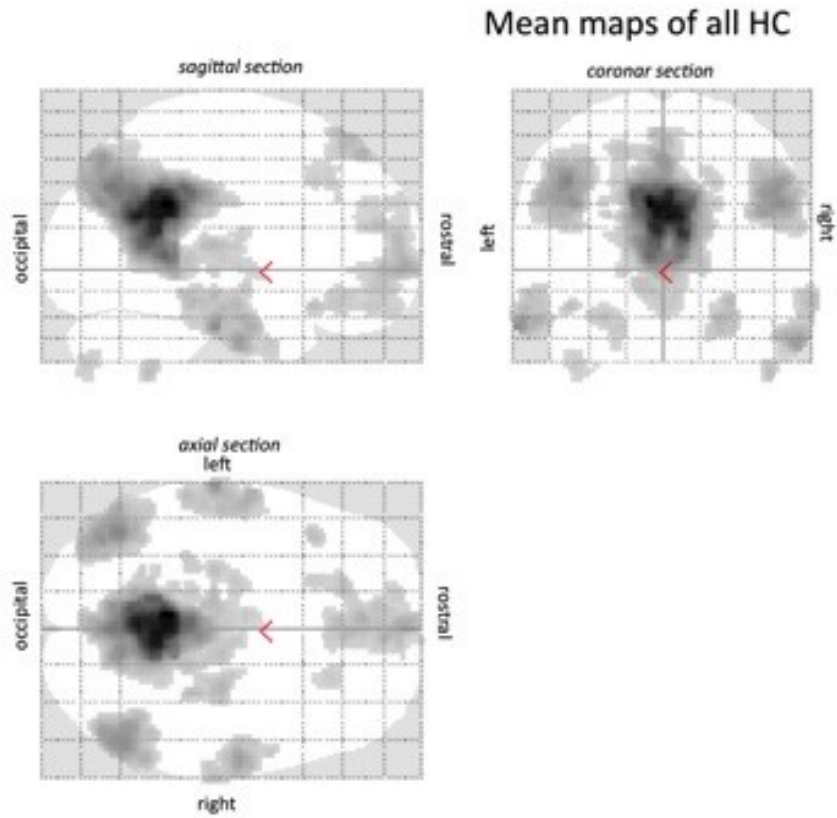 Mean maps of all HC
sagittal section
coronar section
occipital
rostral
left
right
axial section
left
occipital
rostral
right